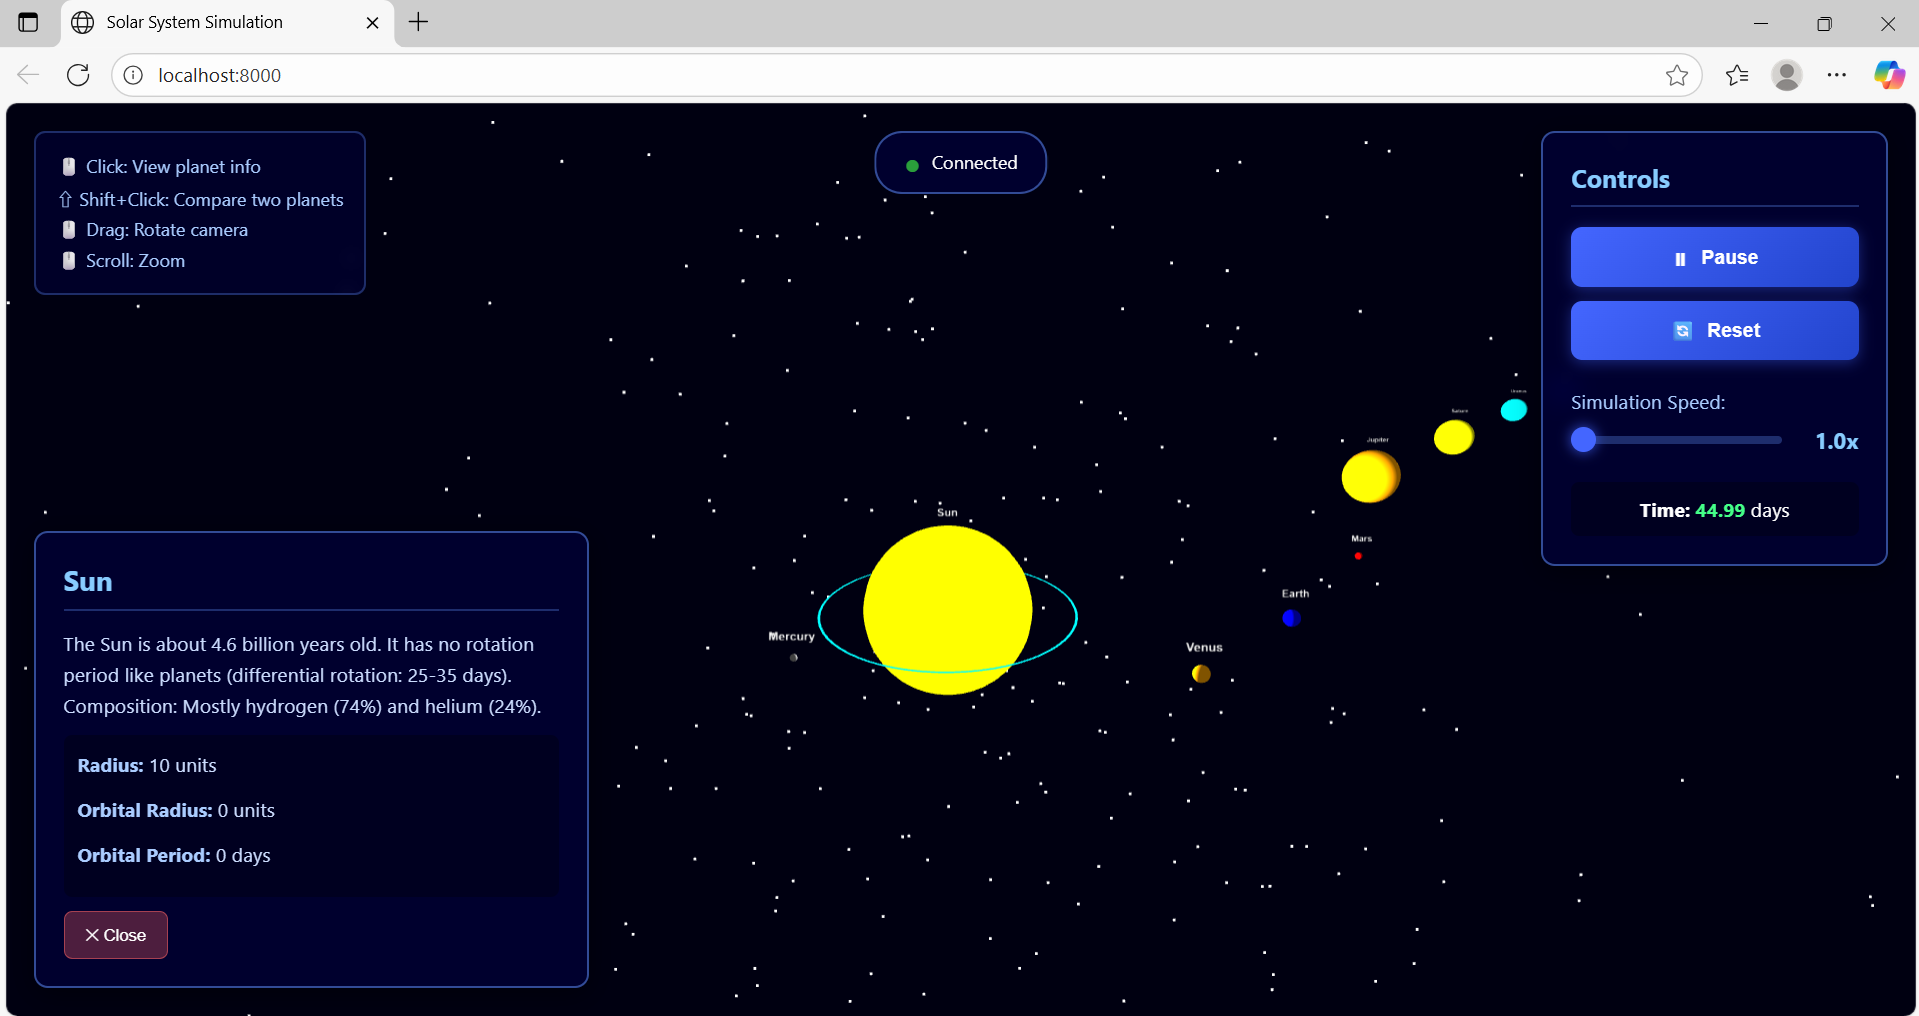 Solar System Simulation
localhost:8000
Click: View planet info
⇧ Shift+Click: Compare two planets
Drag: Rotate camera
Scroll: Zoom
Connected
Controls
Pause
Reset
Simulation Speed:
1.0x
Time: 44.99 days
Uranus
Saturn
Jupiter
Sun
Mars
Earth
Mercury
Venus
Sun
The Sun is about 4.6 billion years old. It has no rotation
period like planets (differential rotation: 25-35 days).
Composition: Mostly hydrogen (74%) and helium (24%).
Radius: 10 units
Orbital Radius: 0 units
Orbital Period: 0 days
✕ Close